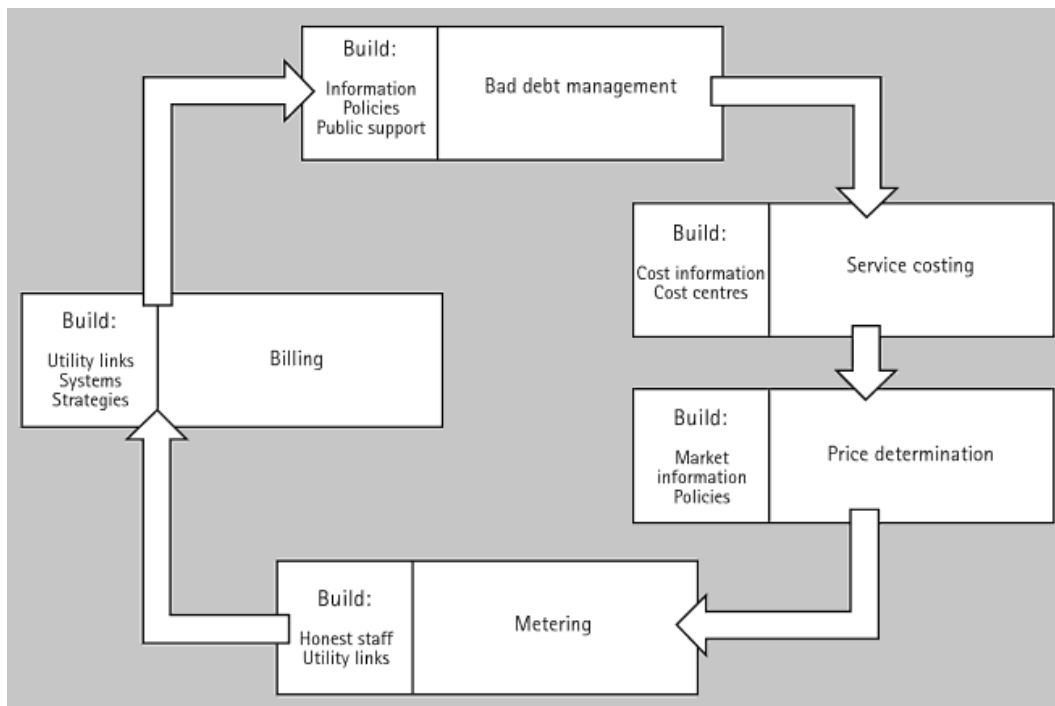 Build:
Information
Policies
Public support
Bad debt management
Build:
Cost information
Cost centres
Service costing
Build:
Utility links
Systems
Strategies
Billing
Build:
Market
information
Policies
Price determination
Build:
Honest staff
Utility links
Metering